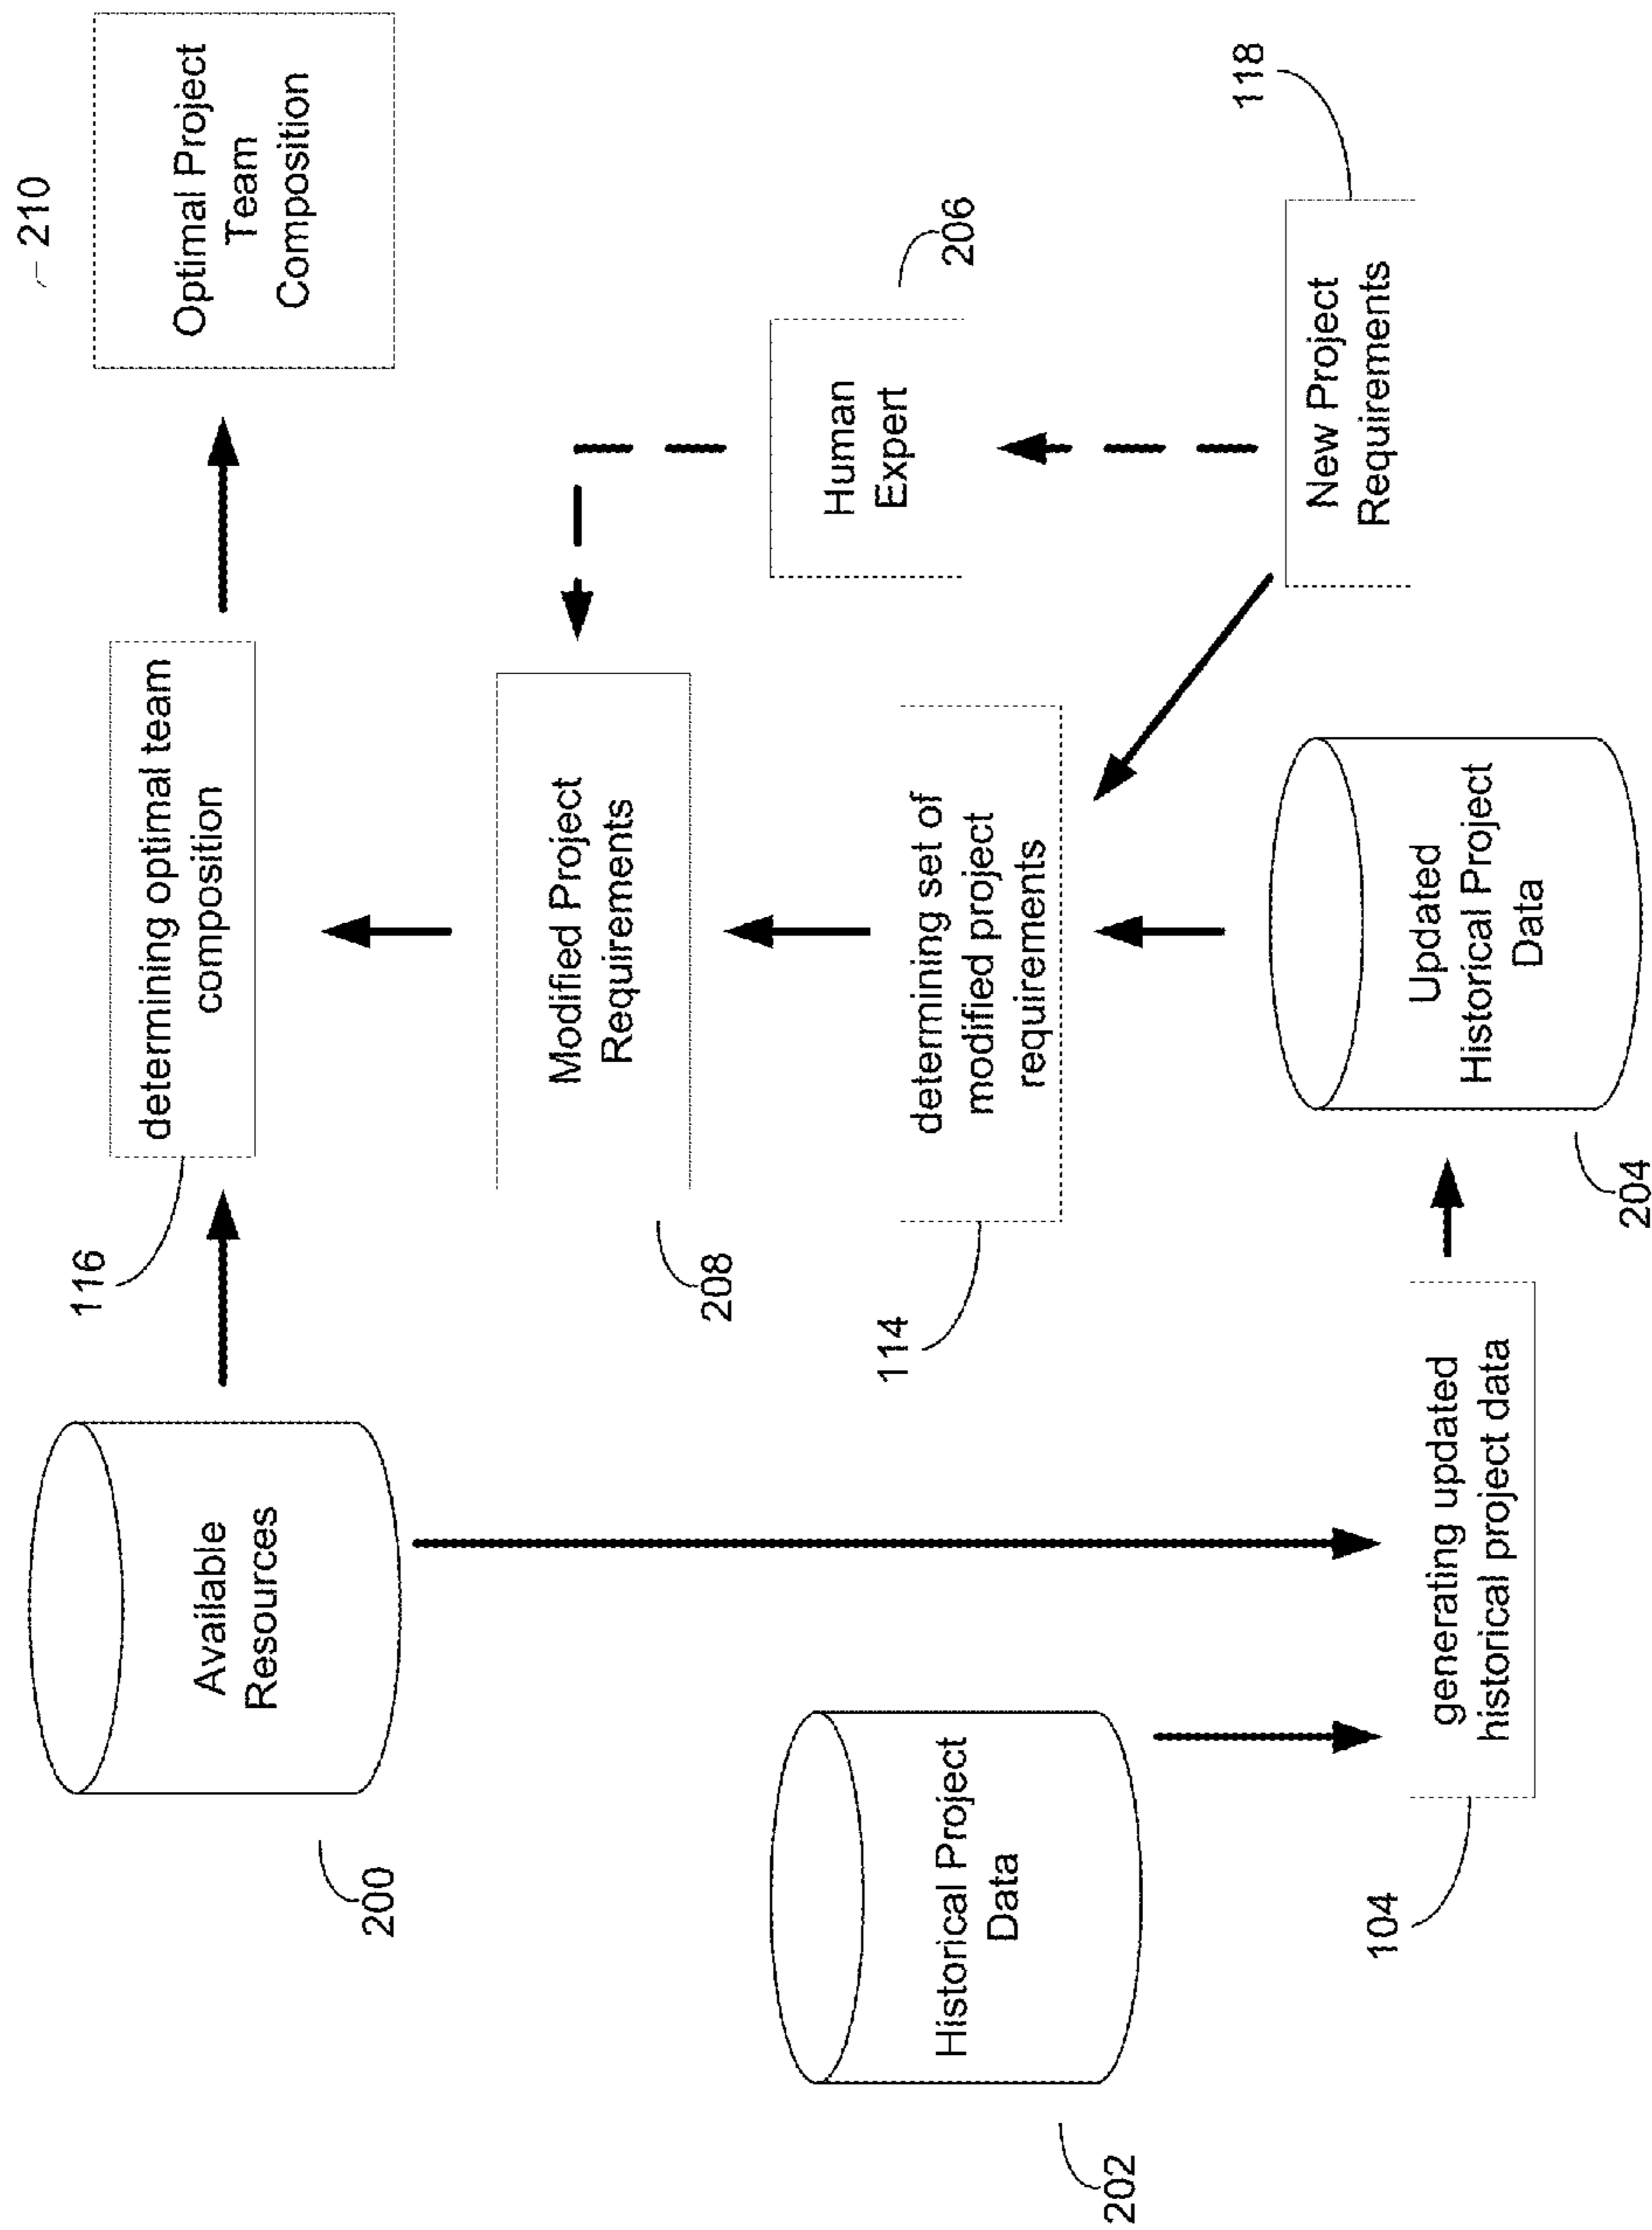 200
Available
Resources
116
determining optimal team
composition
210
Optimal Project
Team
Composition
208
Modified Project
Requirements
202
Historical Project
Data
114
determining set of
modified project
requirements
Human
Expert
206
104
generating updated
historical project data
204
Updated
Historical Project
Data
New Project
Requirements
118